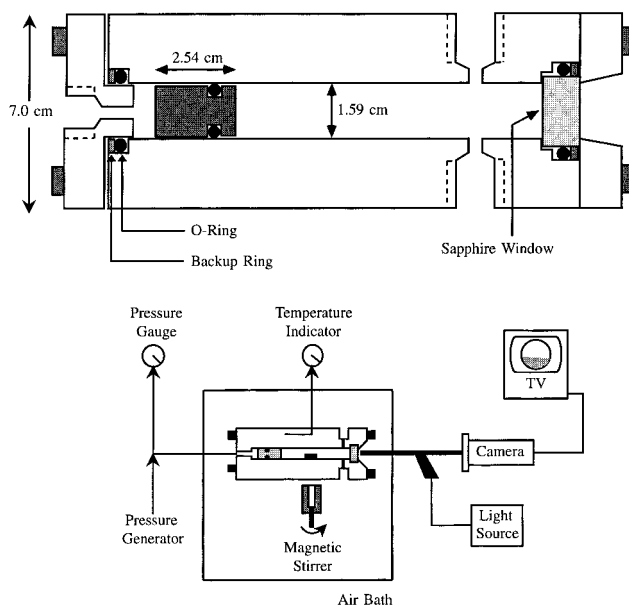 2.54 cm
7.0 cm
1.59 cm
O-Ring
Backup Ring
Sapphire Window
Pressure
Gauge
Temperature
Indicator
TV
Camera
Pressure
Generator
Magnetic
Stirrer
Light
Source
Air Bath